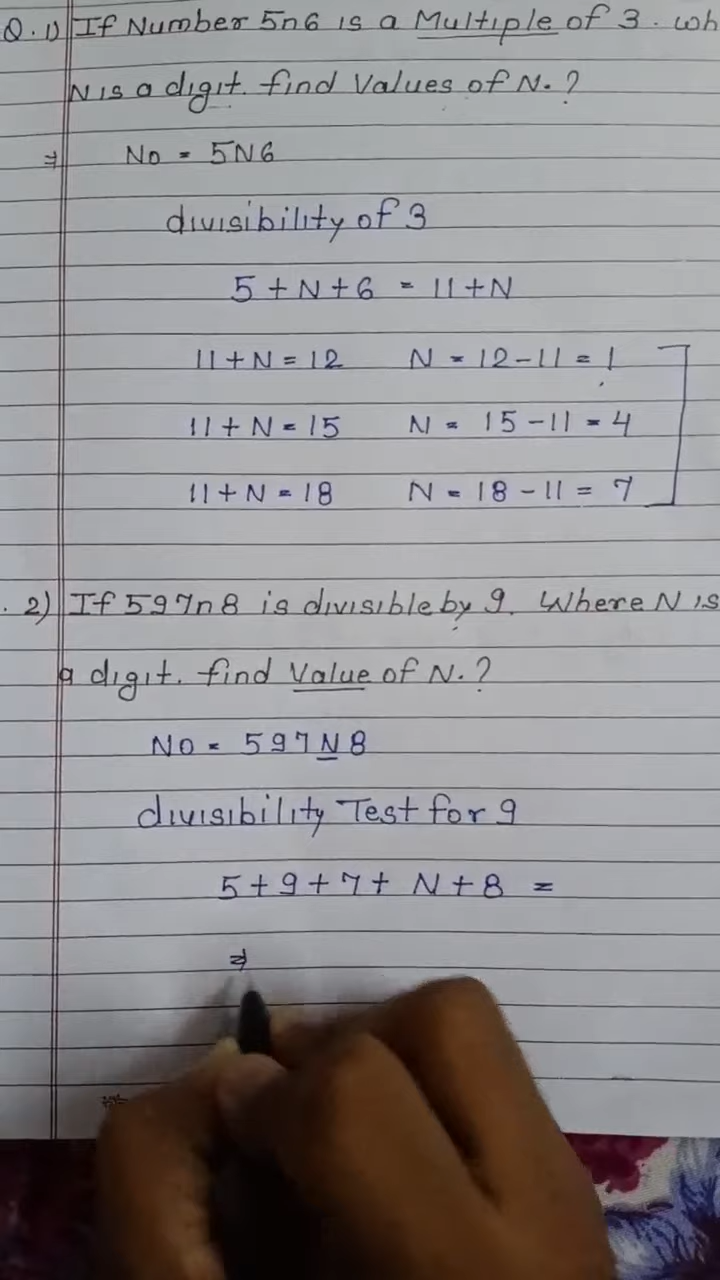 Q. 1) If Number 5n6 is a Multiple of 3. wh
N is a digit. find Values of N. ?
⇒ No = 5N6
divisibility of 3
5 + N + 6 = 11 + N
11 + N = 12 N = 12 - 11 = 1
11 + N = 15 N = 15 - 11 = 4
11 + N = 18 N = 18 - 11 = 7
. 2) If 597n8 is divisible by 9. Where N is
a digit. find Value of N. ?
No = 597N8
divisibility Test for 9
5 + 9 + 7 + N + 8 =
⇒